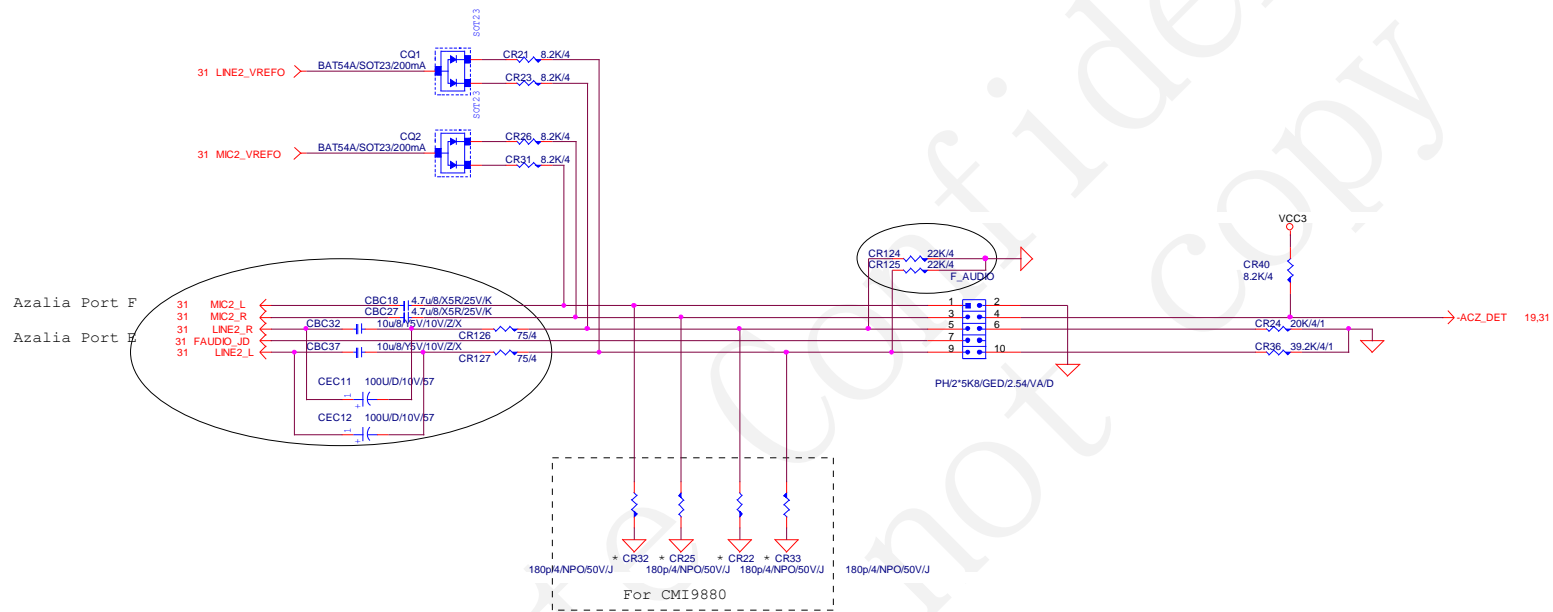 SOT23
CQ1
BAT54A/SOT23/200mA
31 LINE2_VREFO
CR21 8.2K/4
CR23 8.2K/4
SOT23
CQ2
BAT54A/SOT23/200mA
31 MIC2_VREFO
CR26 8.2K/4
CR31 8.2K/4
VCC3
CR40
8.2K/4
CR124 22K/4
CR125 22K/4
F_AUDIO
Azalia Port F
Azalia Port E
31 MIC2_L
31 MIC2_R
31 LINE2_R
31 FAUDIO_JD
31 LINE2_L
CBC18 4.7u/8/X5R/25V/K
CBC27 4.7u/8/X5R/25V/K
CBC32 10u/8/Y5V/10V/Z/X
CR126 75/4
CBC37 10u/8/Y5V/10V/Z/X
CR127 75/4
CEC11 100U/D/10V/57
1
+
CEC12 100U/D/10V/57
1
+
1 2
3 4
5 6
7
9 10
PH/2*5K8/GED/2.54/VA/D
CR24 20K/4/1
CR36 39.2K/4/1
-ACZ_DET 19,31
* CR32 * CR25 * CR22 * CR33
180p/4/NPO/50V/J 180p/4/NPO/50V/J 180p/4/NPO/50V/J 180p/4/NPO/50V/J
For CMI9880
Confide
not copy